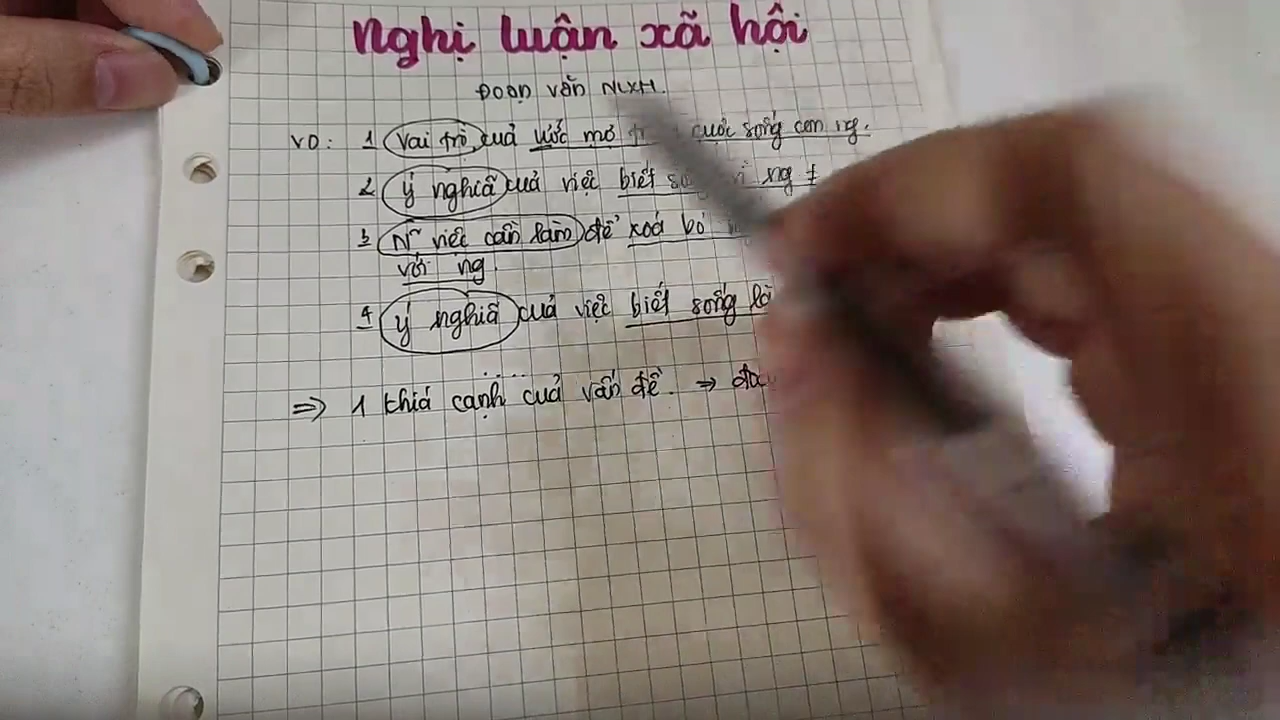 Nghị luận xã hội
Đoạn văn NLXH.
VD: 1 Vai trò của ước mơ cuộc sống con ng.
2 Ý nghĩa của việc biết ng ≠
3 N~ việc cần làm để xoá bỏ
với ng.
4 Ý nghĩa của việc biết sống
⇒ 1 khía cạnh của vấn đề. →